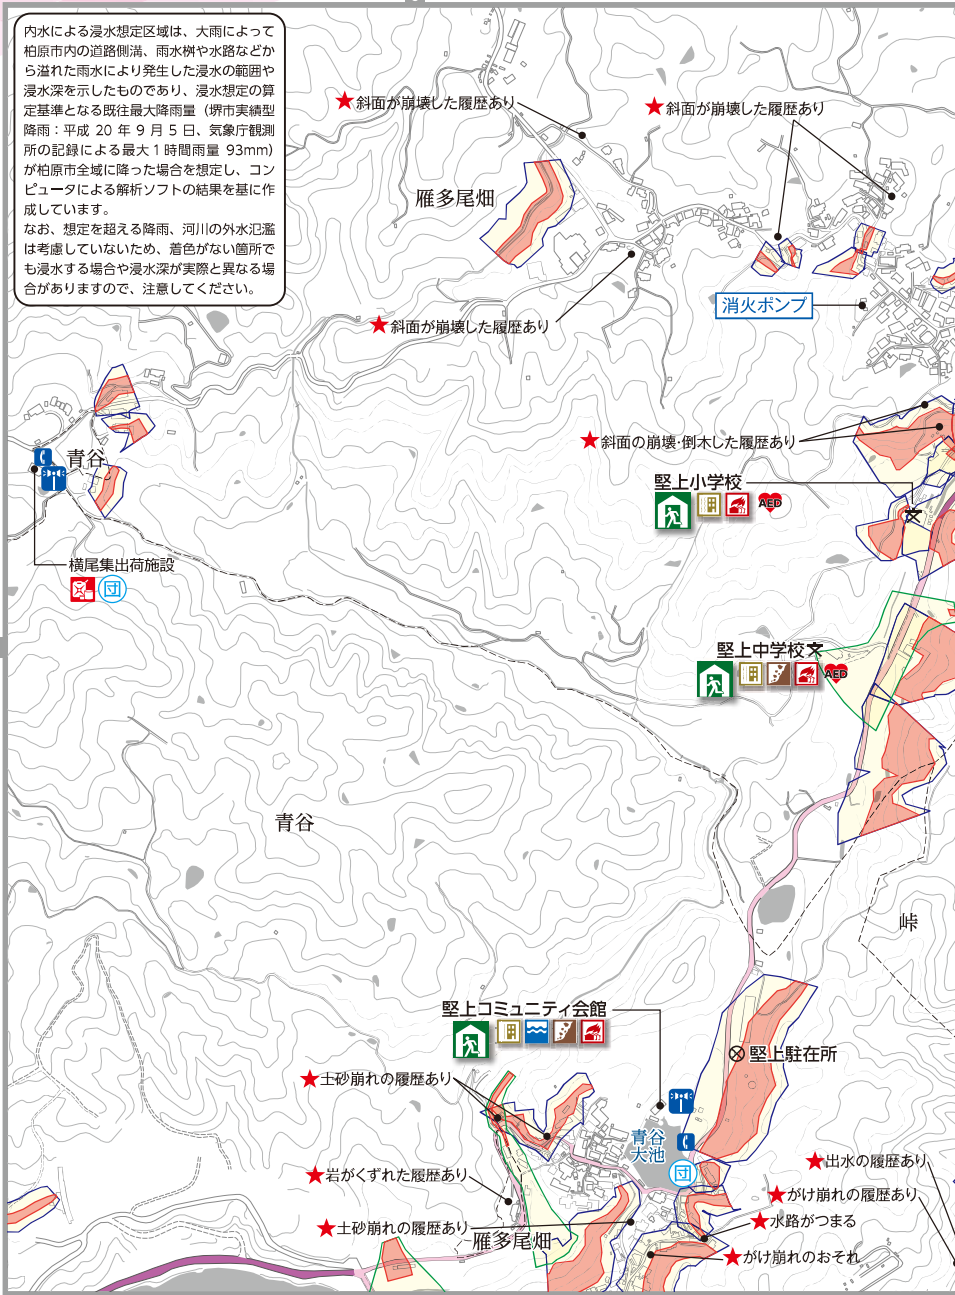 内水による浸水想定区域は、大雨によって
柏原市内の道路側溝、雨水桝や水路などか
ら溢れた雨水により発生した浸水の範囲や
浸水深を示したものであり、浸水想定の算
定基準となる既往最大降雨量（堺市実績型
降雨：平成 20 年 9 月 5 日、気象庁観測
所の記録による最大 1 時間雨量 93mm）
が柏原市全域に降った場合を想定し、コン
ピュータによる解析ソフトの結果を基に作
成しています。
なお、想定を超える降雨、河川の外水氾濫
は考慮していないため、着色がない箇所で
も浸水する場合や浸水深が実際と異なる場
合がありますので、注意してください。
★斜面が崩壊した履歴あり
★斜面が崩壊した履歴あり
雁多尾畑
消火ポンプ
★斜面が崩壊した履歴あり
★斜面の崩壊・倒木した履歴あり
青谷
堅上小学校
AED
文
横尾集出荷施設
団
堅上中学校文
AED
青谷
峠
堅上コミュニティ会館
堅上駐在所
★土砂崩れの履歴あり
青谷
大池
団
★出水の履歴あり
★岩がくずれた履歴あり
★がけ崩れの履歴あり
★土砂崩れの履歴あり
★水路がつまる
雁多尾畑
★がけ崩れのおそれ